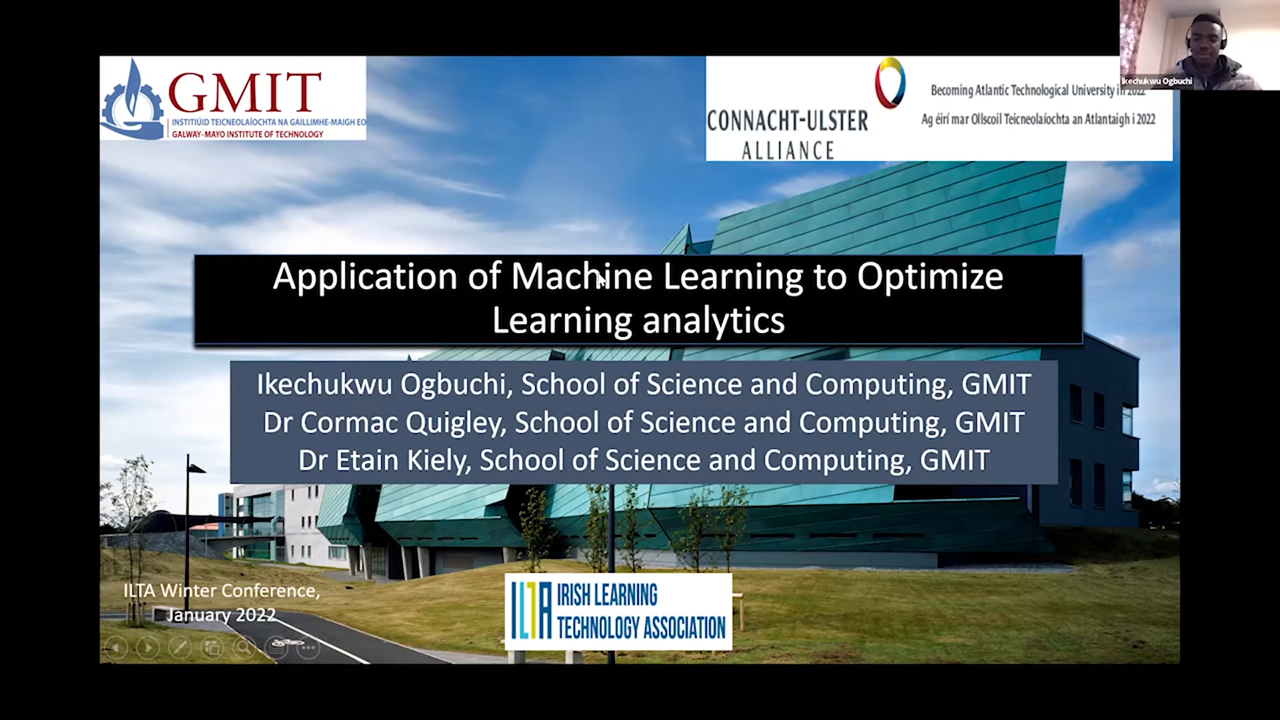 GMIT
INSTITIÚID TEICNEOLAÍOCHTA NA GAILLIMHE-MAIGH EO
GALWAY-MAYO INSTITUTE OF TECHNOLOGY
CONNACHT-ULSTER
ALLIANCE
Becoming Atlantic Technological University in 2022
Ag éirí mar Ollscoil Teicneolaíochta an Atlantaigh i 2022
Ikechukwu Ogbuchi
Application of Machine Learning to Optimize
Learning analytics
Ikechukwu Ogbuchi, School of Science and Computing, GMIT
Dr Cormac Quigley, School of Science and Computing, GMIT
Dr Etain Kiely, School of Science and Computing, GMIT
ILTA Winter Conference,
January 2022
ILTA
IRISH LEARNING
TECHNOLOGY ASSOCIATION